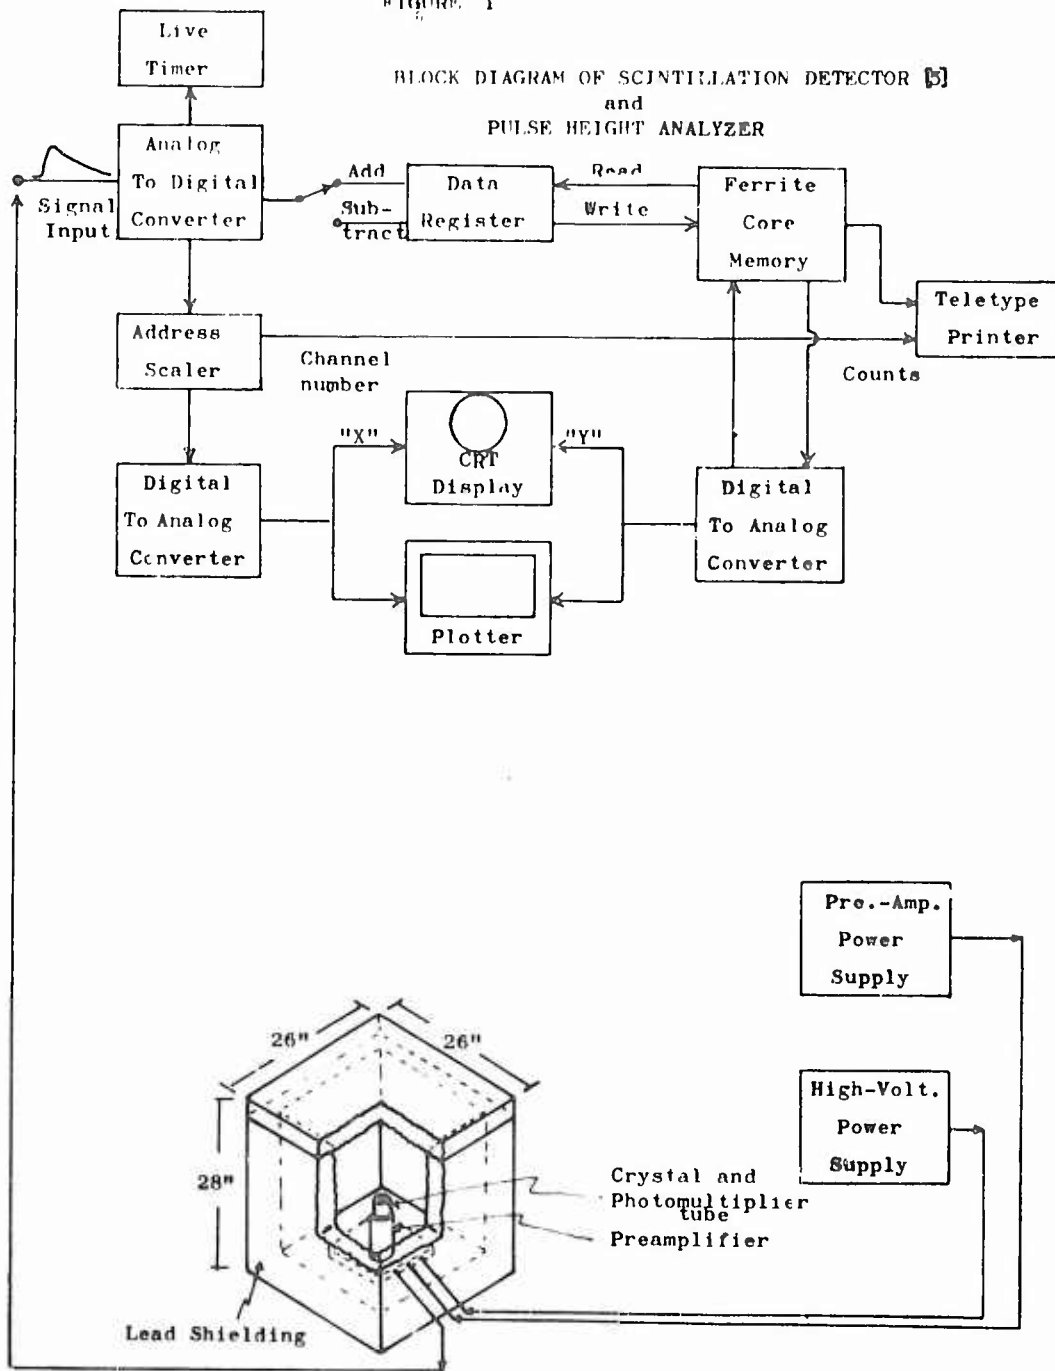 FIGURE 1
BLOCK DIAGRAM OF SCINTILLATION DETECTOR [5]
and
PULSE HEIGHT ANALYZER
Live
Timer
Analog
To Digital
Converter
Signal
Input
Add
Sub-
tract
Data
Register
Read
Write
Ferrite
Core
Memory
Teletype
Printer
Address
Scaler
Channel
number
Counts
"X"
CRT
Display
"Y"
Digital
To Analog
Converter
Digital
To Analog
Converter
Plotter
Pre.-Amp.
Power
Supply
26"
26"
High-Volt.
Power
Supply
28"
Crystal and
Photomultiplier
tube
Preamplifier
Lead Shielding